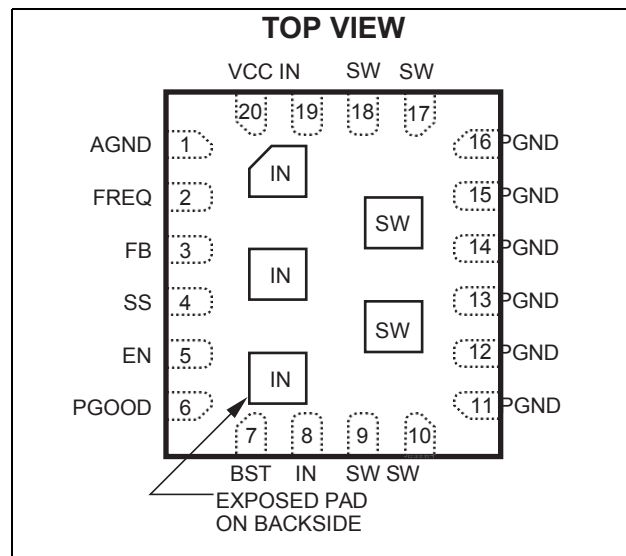 TOP VIEW
VCC IN SW SW
20 19 18 17
AGND 1 16 PGND
IN
FREQ 2 15 PGND
SW
FB 3 14 PGND
IN
SS 4 13 PGND
SW
EN 5 12 PGND
IN
PGOOD 6 11 PGND
7 8 9 10
BST IN SW SW
EXPOSED PAD
ON BACKSIDE